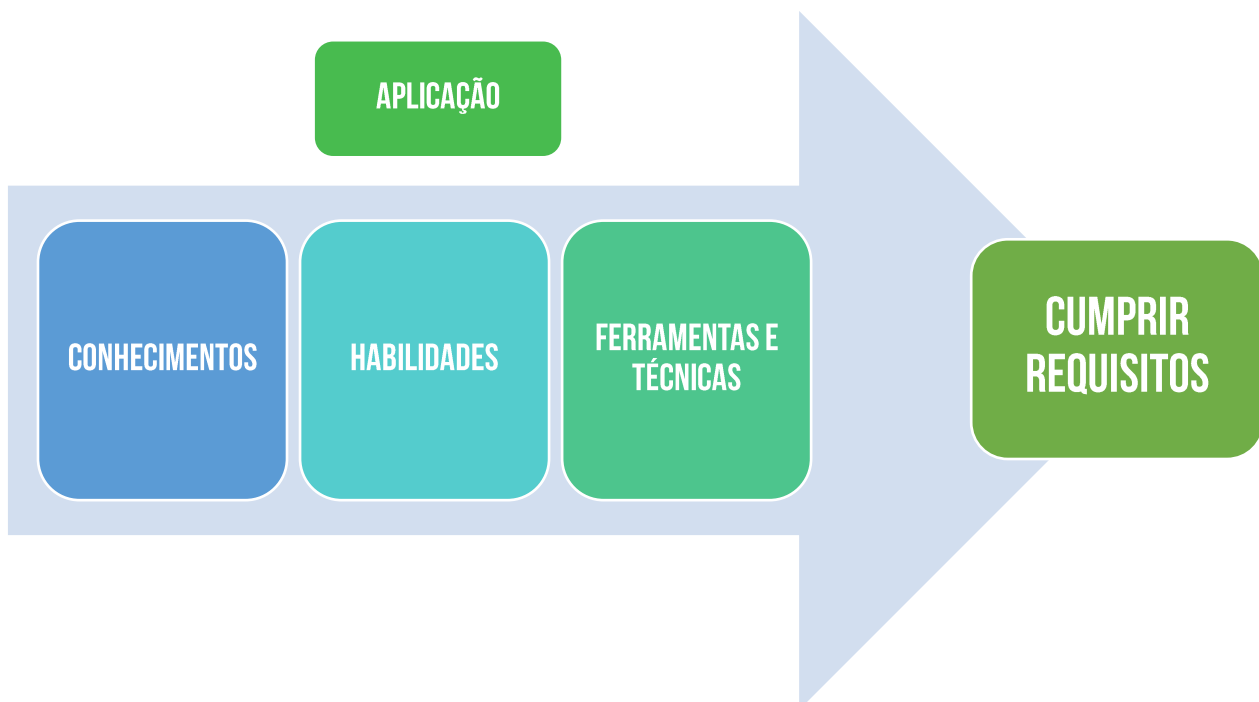 APLICAÇÃO
CONHECIMENTOS
HABILIDADES
FERRAMENTAS E
TÉCNICAS
CUMPRIR
REQUISITOS